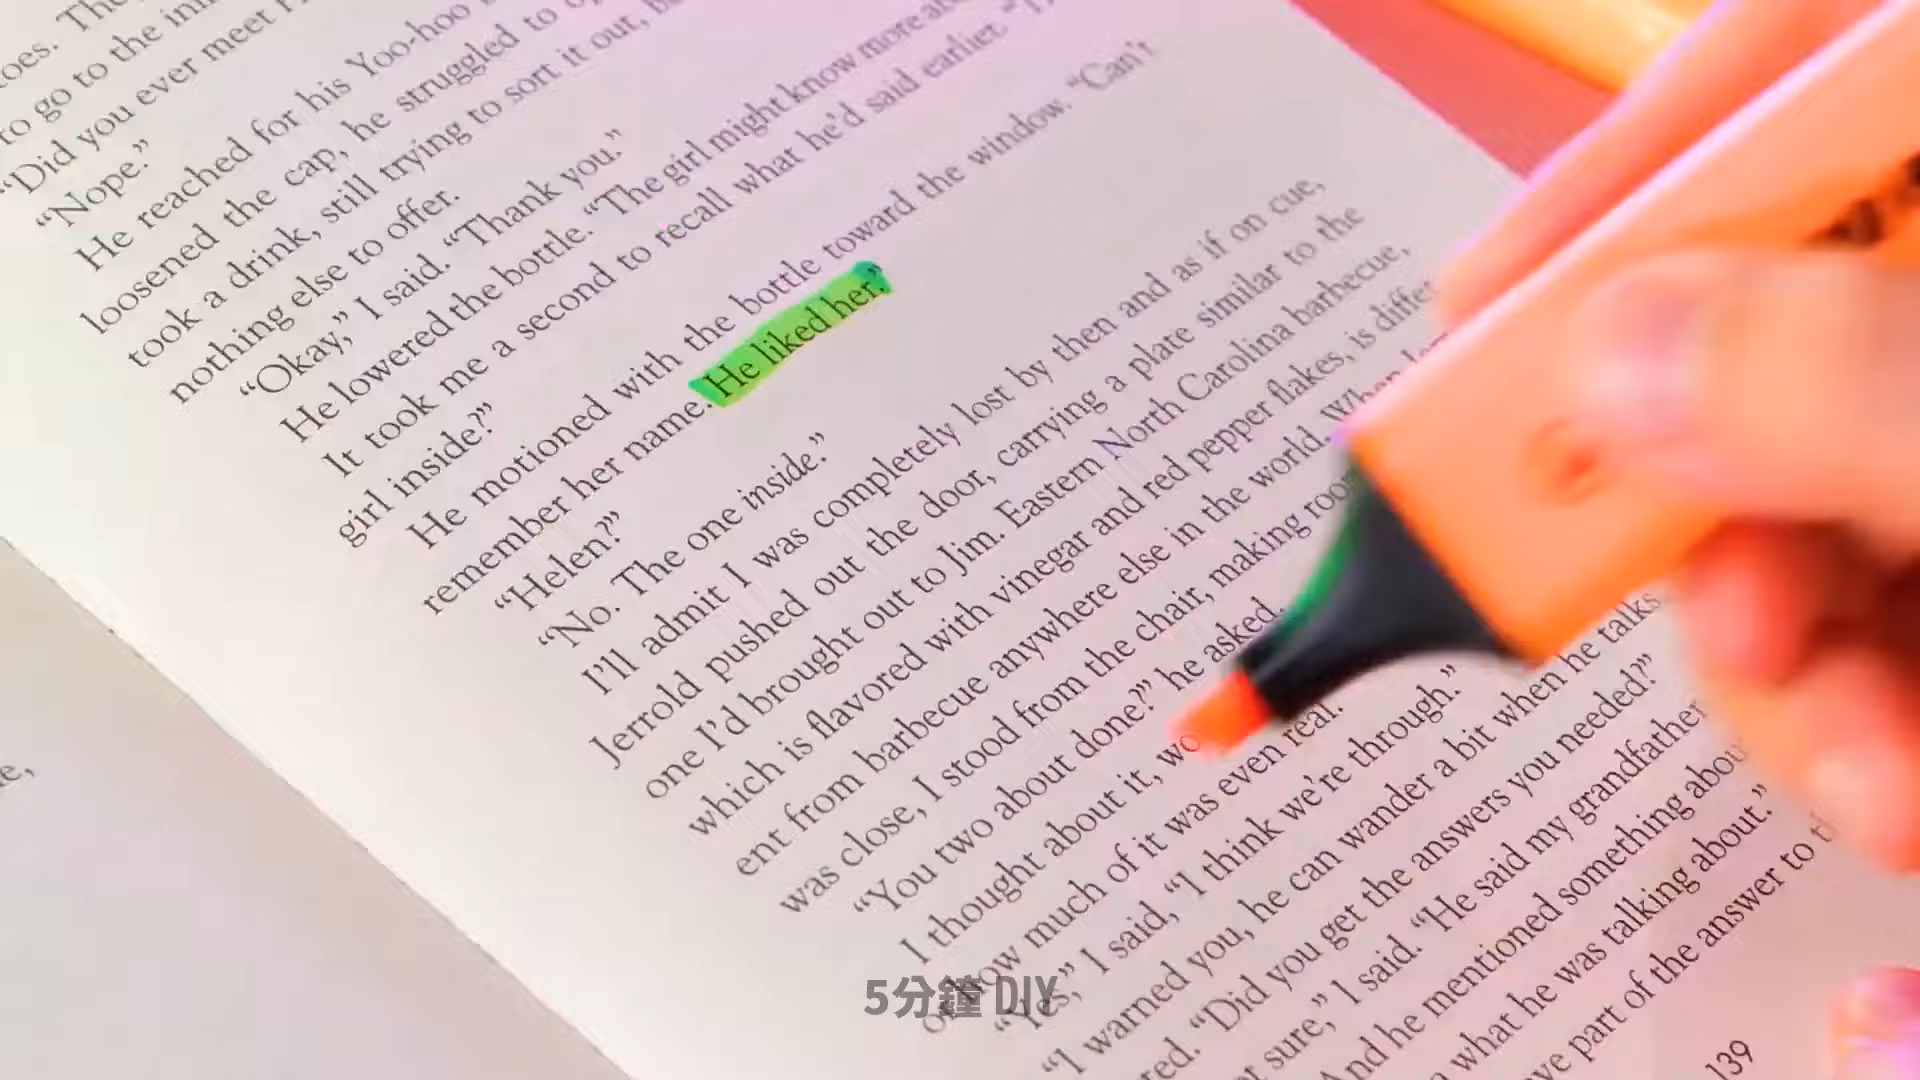 toes. The
to go to the inn
"Did you ever meet
"Nope."
He reached for his Yoo-hoo
loosened the cap, he struggled to
took a drink, still trying to sort it out,
nothing else to offer.
"Okay," I said. "Thank you."
He lowered the bottle. "The girl might know more
It took me a second to recall what he'd said earlier.
girl inside?"
He motioned with the bottle toward the window. "Can't
remember her name. He liked her."
"Helen?"
"No. The one inside."
I'll admit I was completely lost by then and as if on cue,
Jerrold pushed out the door, carrying a plate similar to the
one I'd brought out to Jim. Eastern North Carolina barbecue,
which is flavored with vinegar and red pepper flakes, is differ
ent from barbecue anywhere else in the world. When
was close, I stood from the chair, making room
"You two about done?" he asked.
I thought about it, wo
or how much of it was even real.
"Yes," I said, "I think we're through."
"I warned you, he can wander a bit when he talks
red. "Did you get the answers you needed?"
ot sure," I said. "He said my grandfather
And he mentioned something about
what he was talking about."
ve part of the answer to th
139
e,
5分鐘 DIY